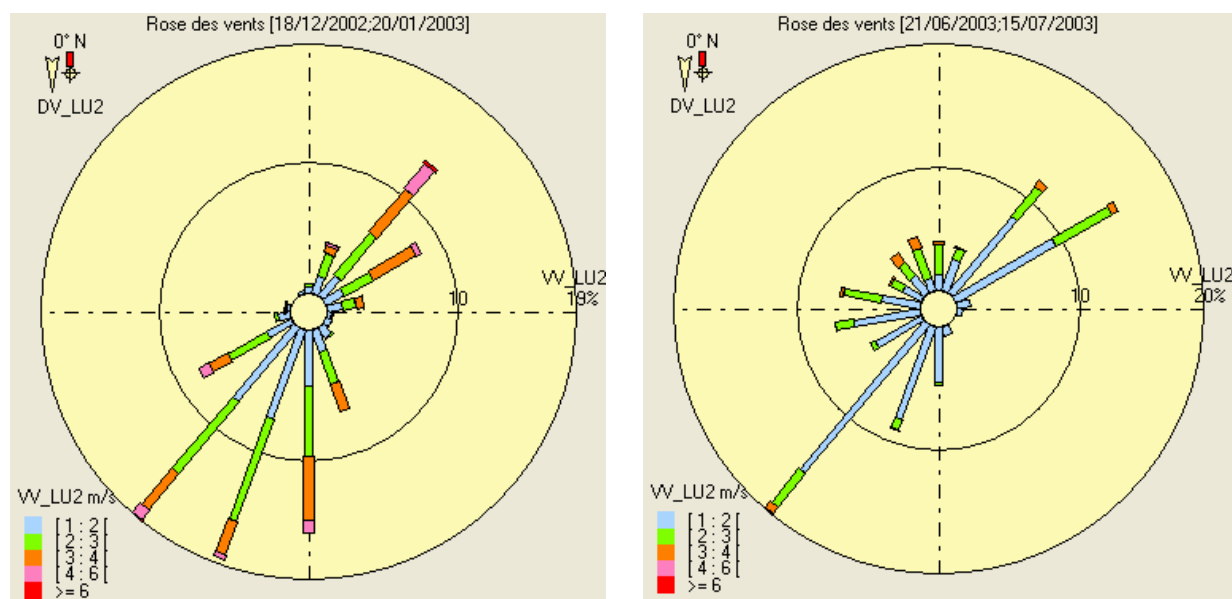 Rose des vents [18/12/2002;20/01/2003]
0° N
DV_LU2
VV_LU2
10
19%
VV_LU2 m/s
[ 1 : 2 [
[ 2 : 3 [
[ 3 : 4 [
[ 4 : 6 [
>= 6
Rose des vents [21/06/2003;15/07/2003]
0° N
DV_LU2
VV_LU2
10
20%
VV_LU2 m/s
[ 1 : 2 [
[ 2 : 3 [
[ 3 : 4 [
[ 4 : 6 [
>= 6